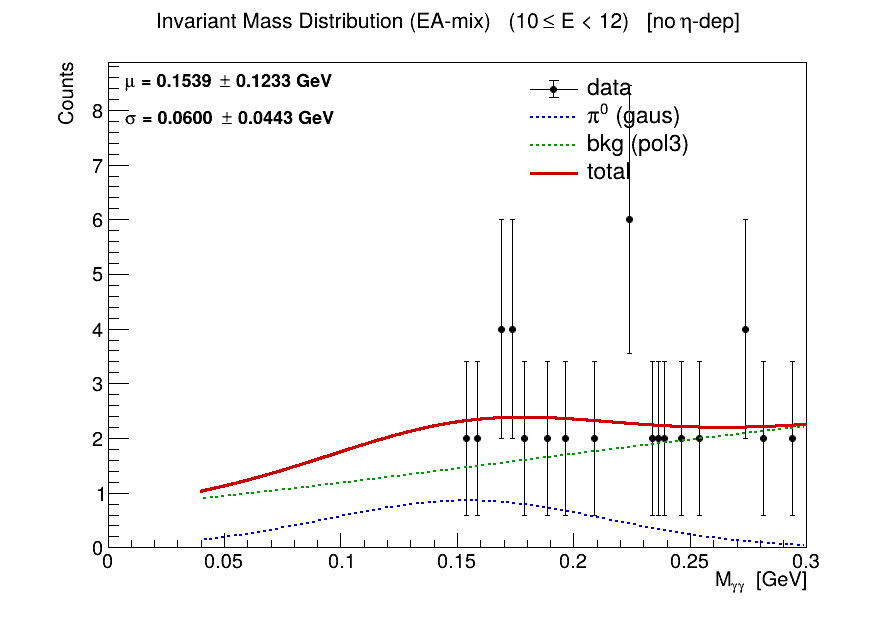 Invariant Mass Distribution (EA-mix) (10 ≤ E < 12) [no η-dep]
Counts
μ = 0.1539 ± 0.1233 GeV
σ = 0.0600 ± 0.0443 GeV
data
π⁰ (gaus)
bkg (pol3)
total
8
7
6
5
4
3
2
1
0
0 0.05 0.1 0.15 0.2 0.25 0.3
M_γγ [GeV]